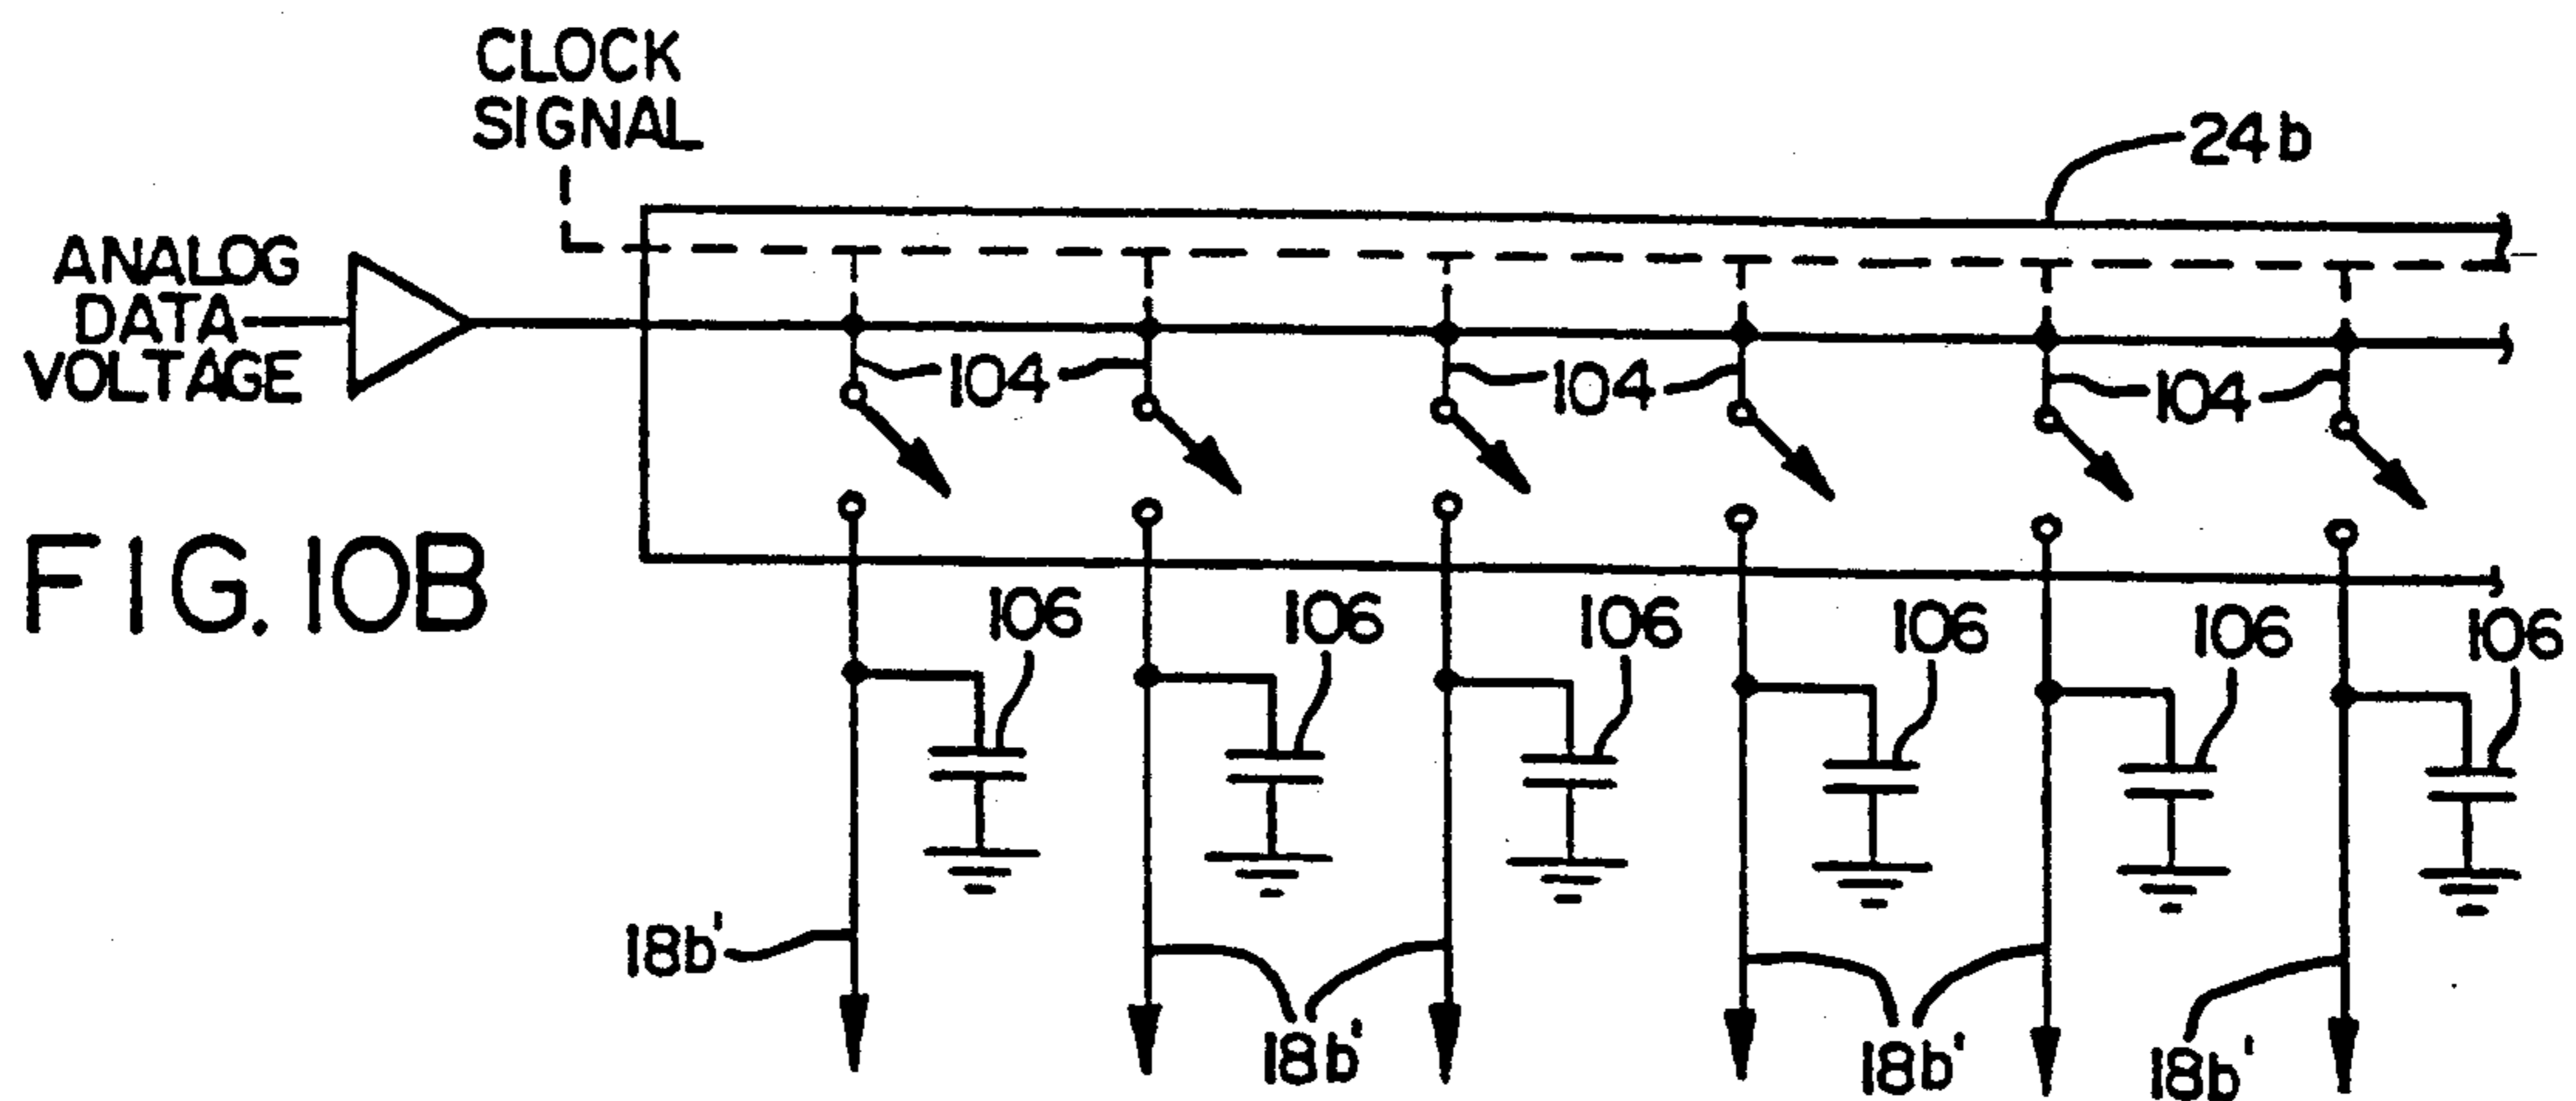 CLOCK
SIGNAL
24b
ANALOG
DATA
VOLTAGE
104
104
104
FIG. 10B
106
106
106
106
106
106
18b'
18b'
18b'
18b'